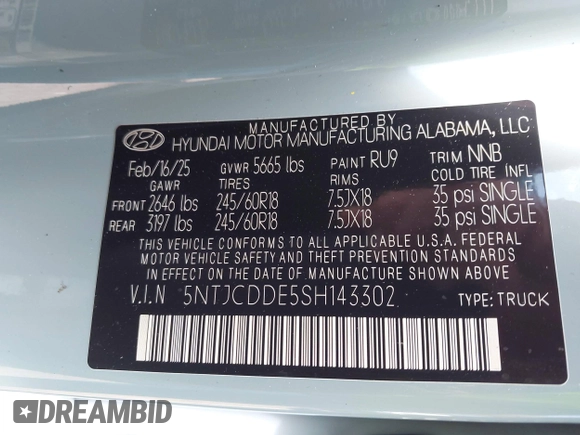 MANUFACTURED BY
HYUNDAI MOTOR MANUFACTURING ALABAMA, LLC
Feb/16/25 GVWR 5665 lbs PAINT RU9 TRIM NNB
GAWR TIRES RIMS COLD TIRE INFL
FRONT 2646 lbs 245/60R18 7.5JX18 35 psi SINGLE
REAR 3197 lbs 245/60R18 7.5JX18 35 psi SINGLE
THIS VEHICLE CONFORMS TO ALL APPLICABLE U.S.A. FEDERAL
MOTOR VEHICLE SAFETY AND THEFT PREVENTION STANDARDS
IN EFFECT ON THE DATE OF MANUFACTURE SHOWN ABOVE.
V.I.N 5NTJCDDE5SH143302 TYPE: TRUCK
DREAMBID